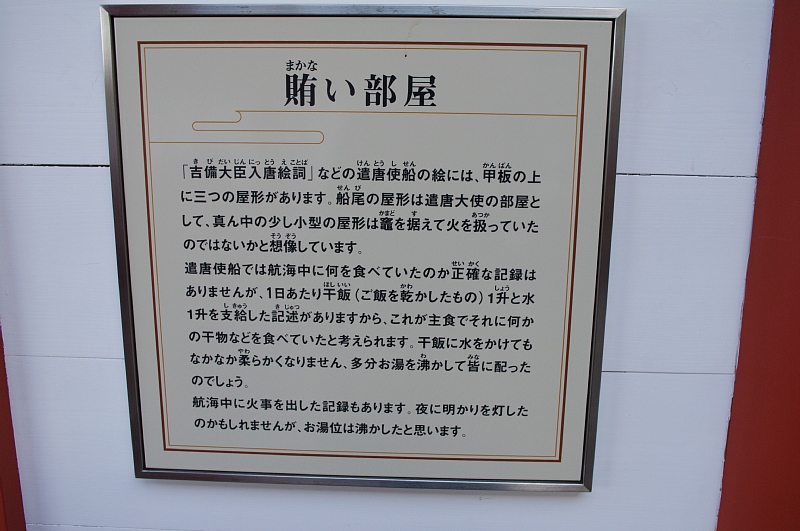 賄い部屋
「吉備大臣入唐絵詞」などの遣唐使船の絵には、甲板の上
に三つの屋形があります。船尾の屋形は遣唐大使の部屋と
して、真ん中の少し小型の屋形は竈を据えて火を扱っていた
のではないかと想像しています。
遣唐使船では航海中に何を食べていたのか正確な記録は
ありませんが、1日あたり干飯(ご飯を乾かしたもの)1升と水
1升を支給した記述がありますから、これが主食でそれに何か
の干物などを食べていたと考えられます。干飯に水をかけても
なかなか柔らかくなりません、多分お湯を沸かして皆に配った
のでしょう。
航海中に火事を出した記録もあります。夜に明かりを灯した
のかもしれませんが、お湯位は沸かしたと思います。